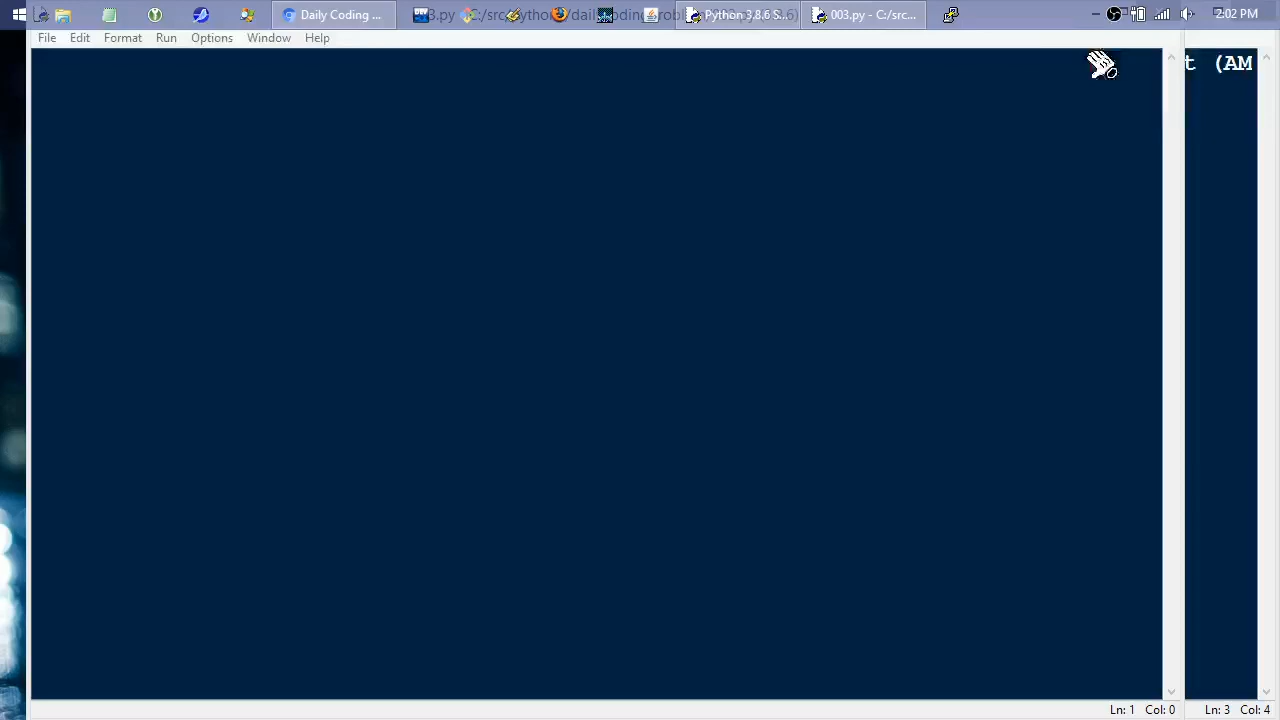 Daily Coding ...
Python 3.8.6 S...
003.py - C:/src...
2:02 PM
File Edit Format Run Options Window Help
t (AM
Ln: 1 Col: 0
Ln: 3 Col: 4